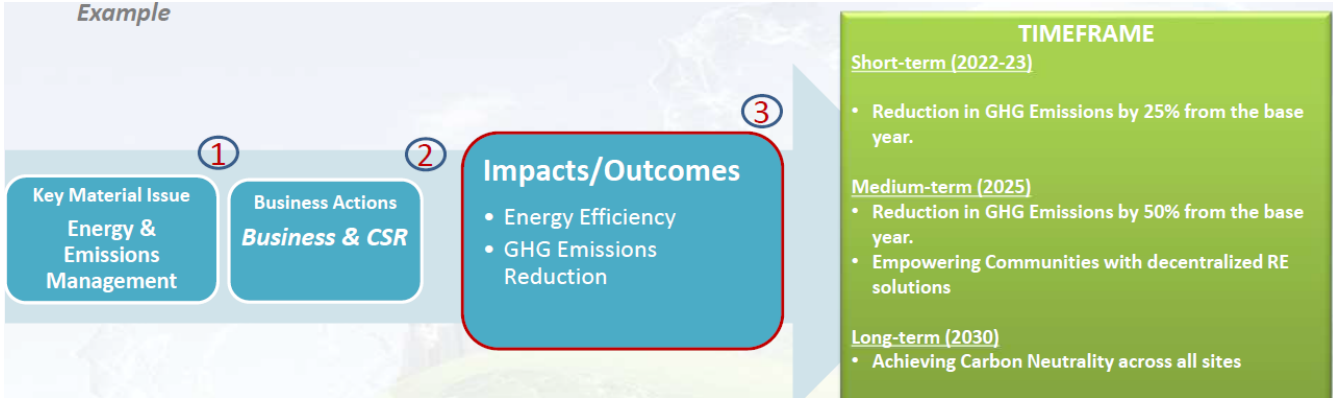 Example
1
Key Material Issue
Energy &
Emissions
Management
2
Business Actions
Business & CSR
3
Impacts/Outcomes
• Energy Efficiency
• GHG Emissions
Reduction
TIMEFRAME
Short-term (2022-23)
• Reduction in GHG Emissions by 25% from the base
year.
Medium-term (2025)
• Reduction in GHG Emissions by 50% from the base
year.
• Empowering Communities with decentralized RE
solutions
Long-term (2030)
• Achieving Carbon Neutrality across all sites